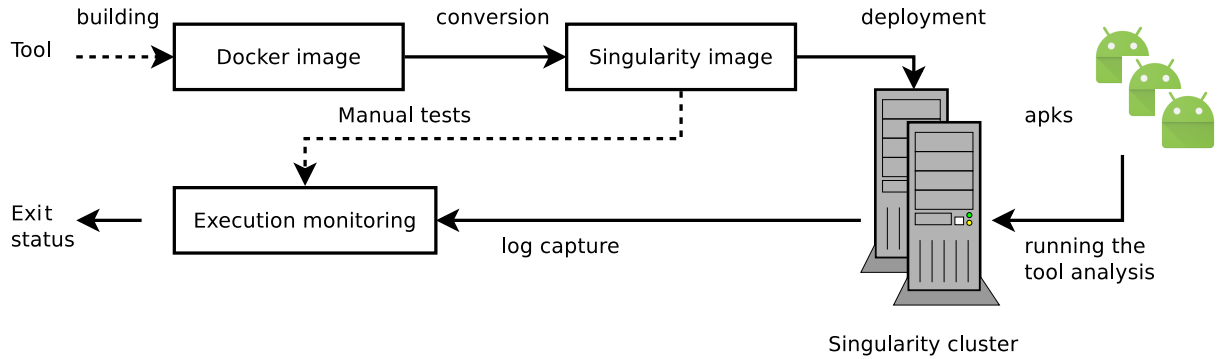 building
conversion
deployment
Tool
Docker image
Singularity image
Manual tests
apks
Exit
status
Execution monitoring
log capture
running the
tool analysis
Singularity cluster